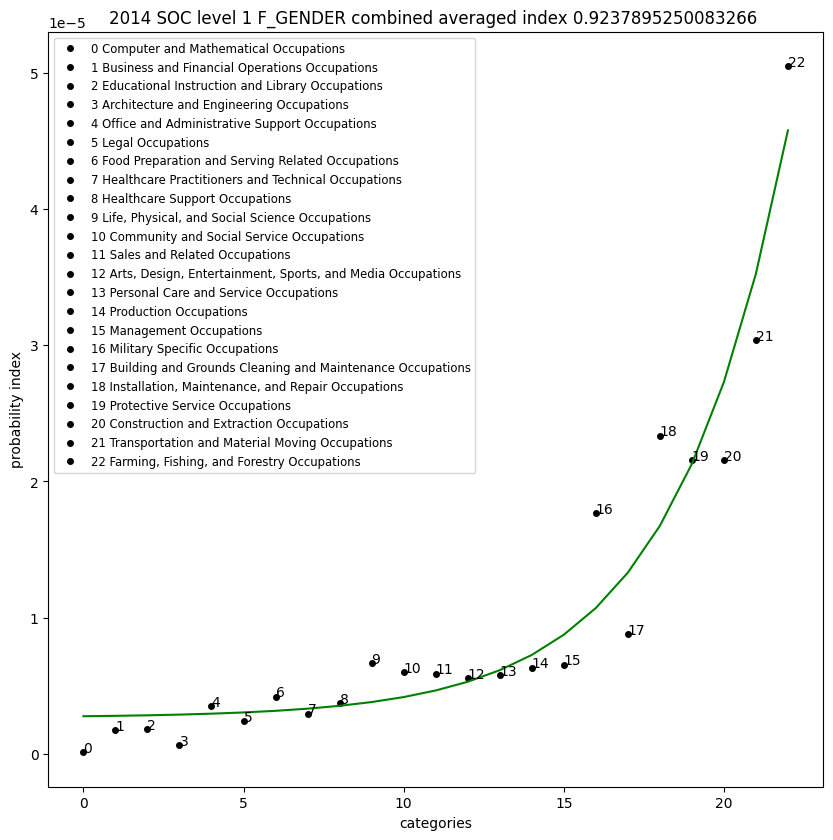 2014 SOC level 1 F_GENDER combined averaged index 0.9237895250083266
1e−5
0 Computer and Mathematical Occupations
1 Business and Financial Operations Occupations
2 Educational Instruction and Library Occupations
3 Architecture and Engineering Occupations
4 Office and Administrative Support Occupations
5 Legal Occupations
6 Food Preparation and Serving Related Occupations
7 Healthcare Practitioners and Technical Occupations
8 Healthcare Support Occupations
9 Life, Physical, and Social Science Occupations
10 Community and Social Service Occupations
11 Sales and Related Occupations
12 Arts, Design, Entertainment, Sports, and Media Occupations
13 Personal Care and Service Occupations
14 Production Occupations
15 Management Occupations
16 Military Specific Occupations
17 Building and Grounds Cleaning and Maintenance Occupations
18 Installation, Maintenance, and Repair Occupations
19 Protective Service Occupations
20 Construction and Extraction Occupations
21 Transportation and Material Moving Occupations
22 Farming, Fishing, and Forestry Occupations
probability index
5
4
3
2
1
0
0
1
2
3
4
5
6
7
8
9
10
11
12
13
14
15
16
17
18
19
20
21
22
0 5 10 15 20
categories